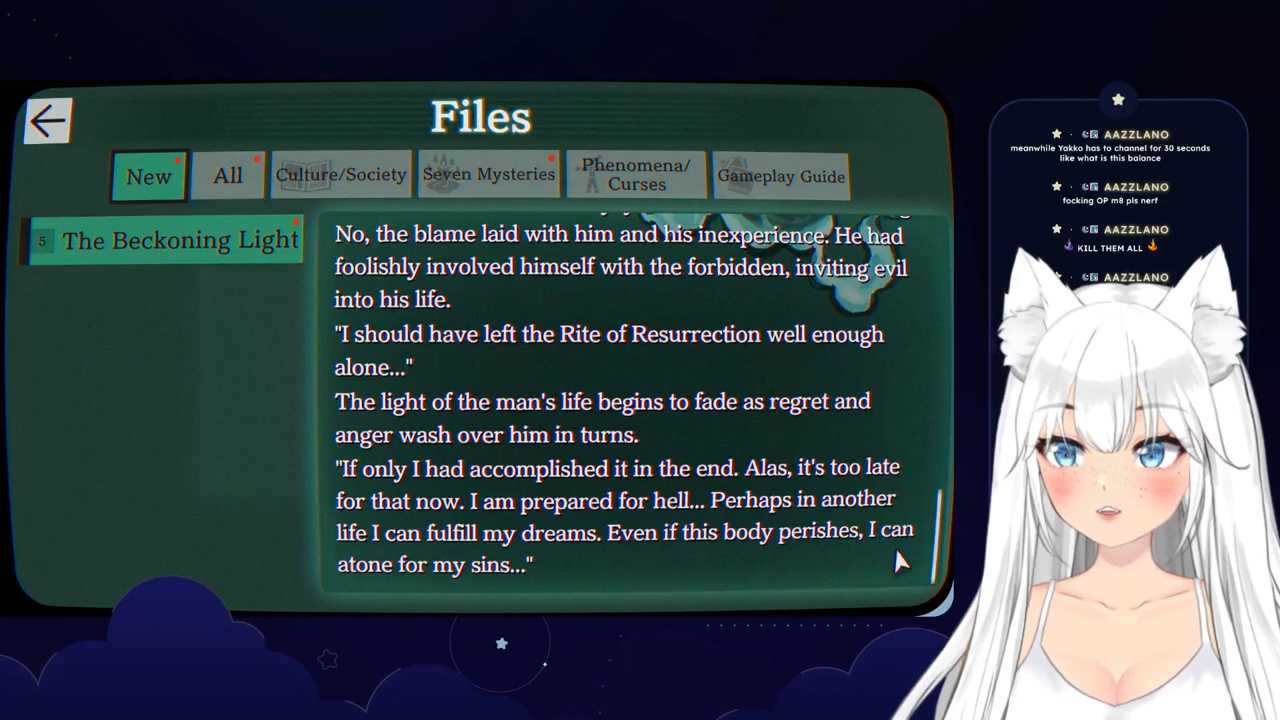 Files
New
All
Culture/Society
Seven Mysteries
Phenomena/
Curses
Gameplay Guide
5 The Beckoning Light
No, the blame laid with him and his inexperience. He had
foolishly involved himself with the forbidden, inviting evil
into his life.
"I should have left the Rite of Resurrection well enough
alone..."
The light of the man's life begins to fade as regret and
anger wash over him in turns.
"If only I had accomplished it in the end. Alas, it's too late
for that now. I am prepared for hell... Perhaps in another
life I can fulfill my dreams. Even if this body perishes, I can
atone for my sins..."
AAZZLANO
meanwhile Yakko has to channel for 30 seconds
like what is this balance
AAZZLANO
focking OP m8 pls nerf
AAZZLANO
KILL THEM ALL
AAZZLANO